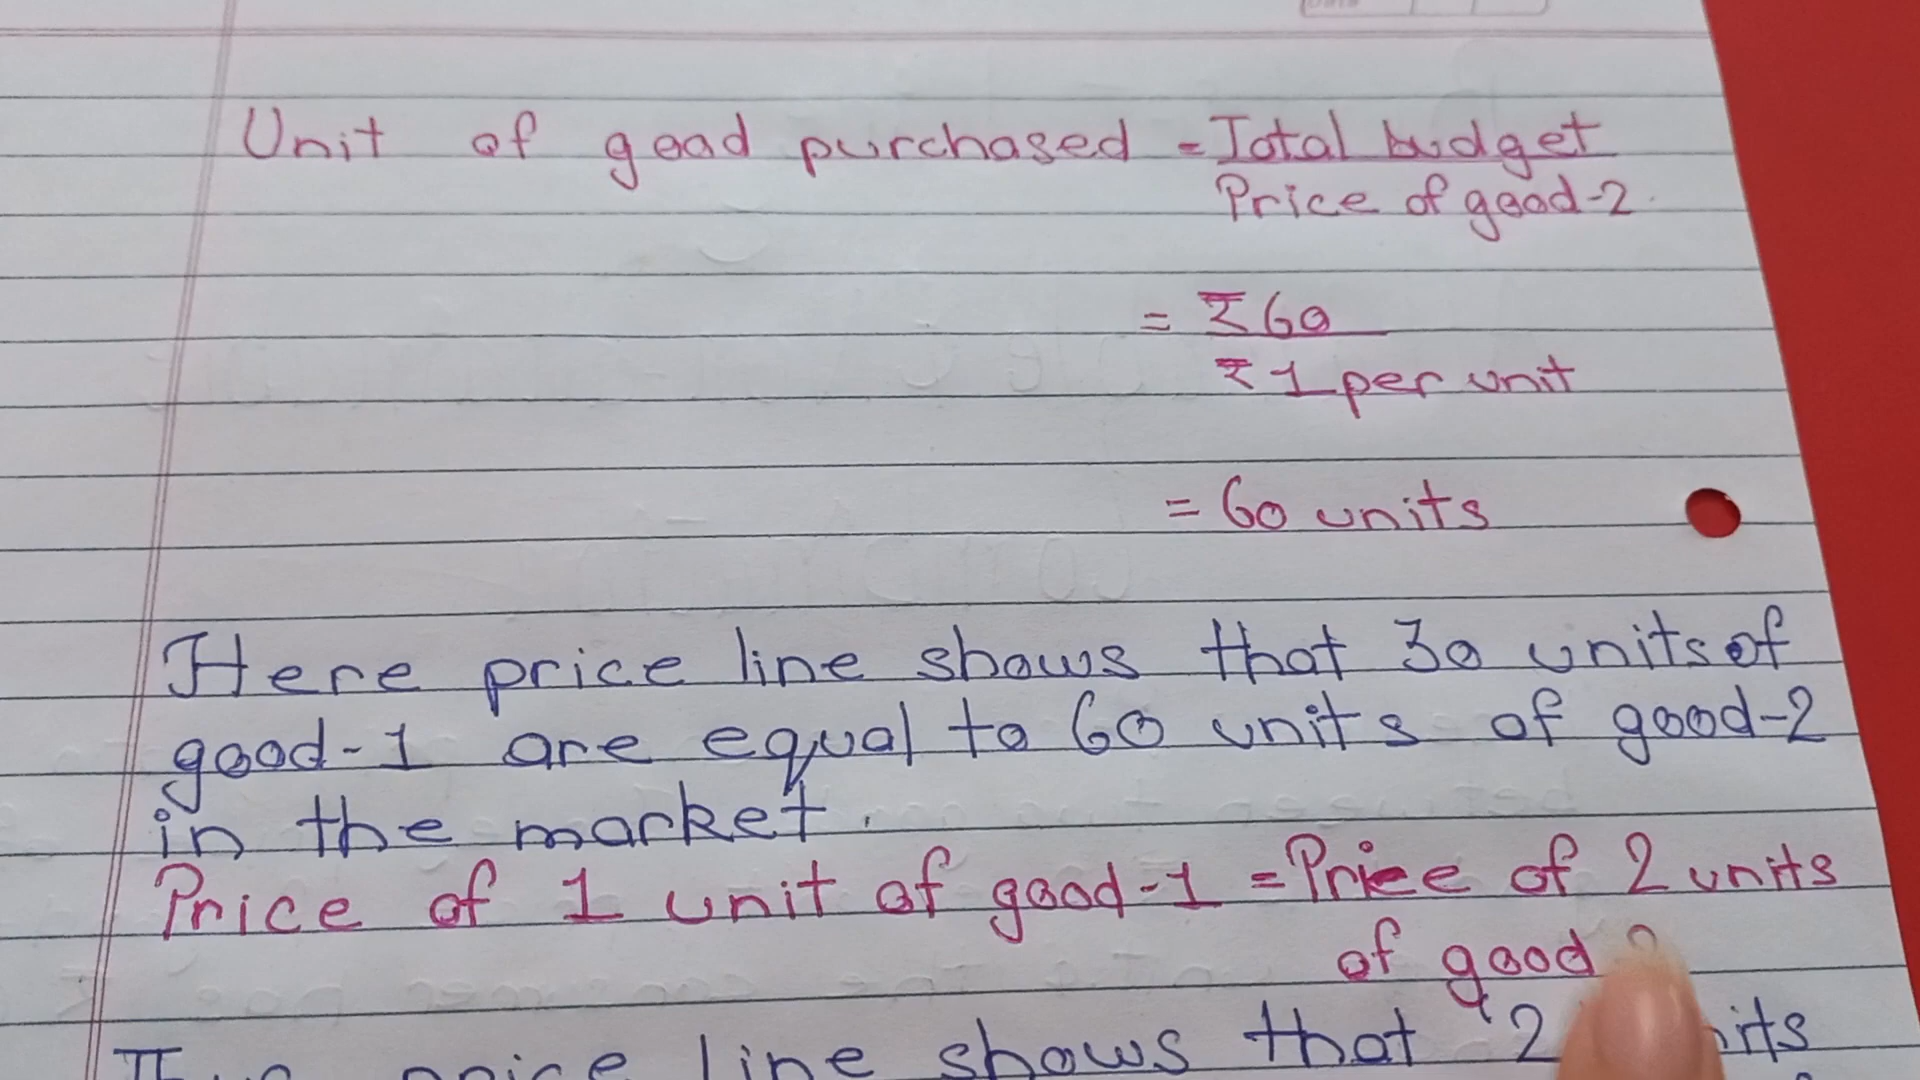 Unit of good purchased = Total budget
Price of good-2
= ₹60
₹1 per unit
= 60 units
Here price line shows that 30 units of
good-1 are equal to 60 units of good-2
in the market.
Price of 1 unit of good-1 = Price of 2 units
of good
price line shows that 2